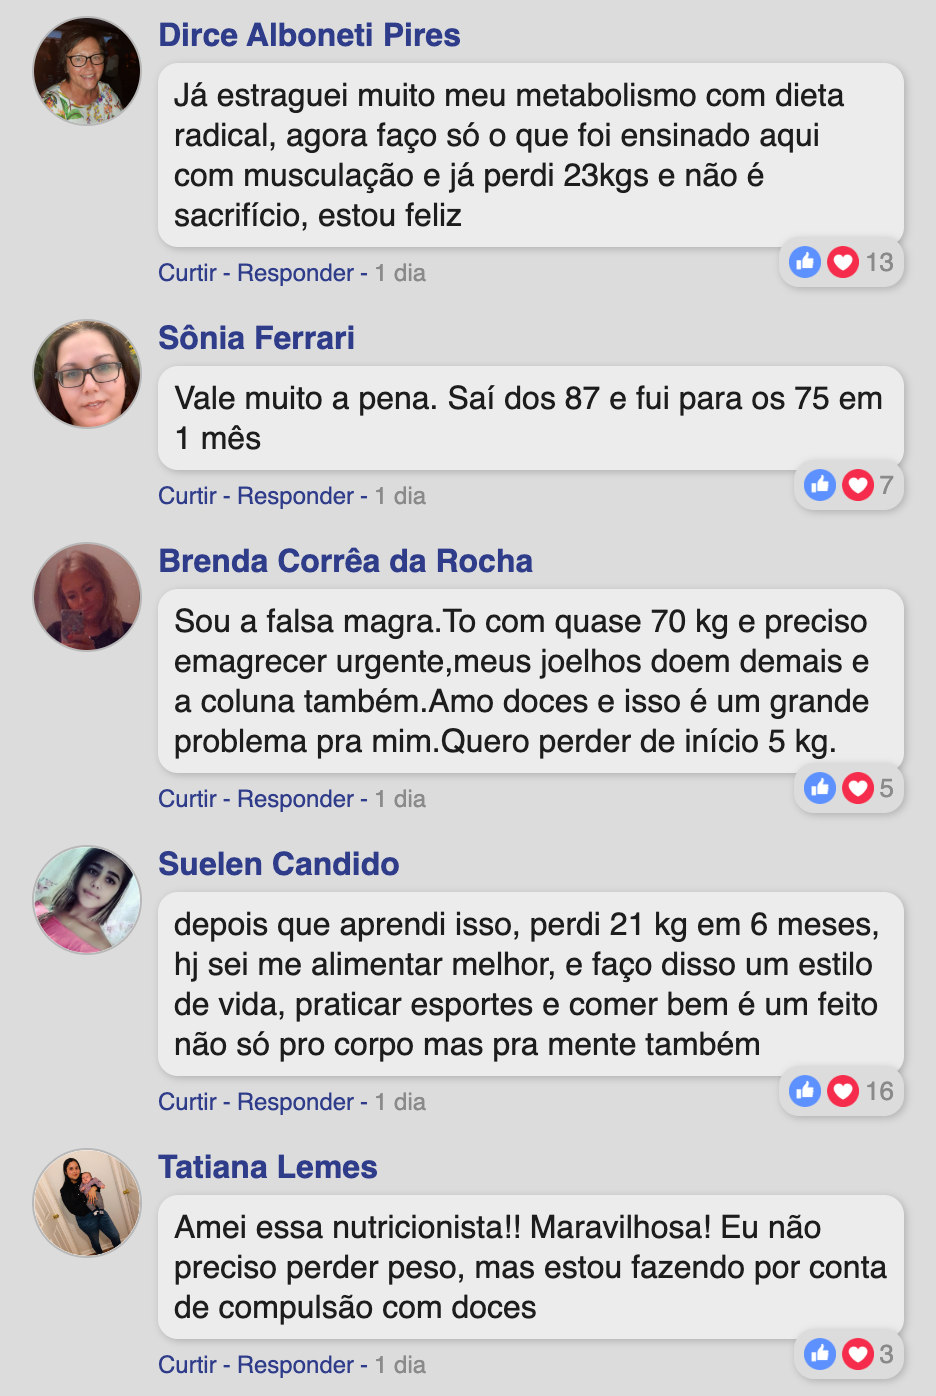 Dirce Alboneti Pires
Já estraguei muito meu metabolismo com dieta
radical, agora faço só o que foi ensinado aqui
com musculação e já perdi 23kgs e não é
sacrifício, estou feliz
Curtir - Responder - 1 dia
13
Sônia Ferrari
Vale muito a pena. Saí dos 87 e fui para os 75 em
1 mês
Curtir - Responder - 1 dia
7
Brenda Corrêa da Rocha
Sou a falsa magra.To com quase 70 kg e preciso
emagrecer urgente,meus joelhos doem demais e
a coluna também.Amo doces e isso é um grande
problema pra mim.Quero perder de início 5 kg.
Curtir - Responder - 1 dia
5
Suelen Candido
depois que aprendi isso, perdi 21 kg em 6 meses,
hj sei me alimentar melhor, e faço disso um estilo
de vida, praticar esportes e comer bem é um feito
não só pro corpo mas pra mente também
Curtir - Responder - 1 dia
16
Tatiana Lemes
Amei essa nutricionista!! Maravilhosa! Eu não
preciso perder peso, mas estou fazendo por conta
de compulsão com doces
Curtir - Responder - 1 dia
3